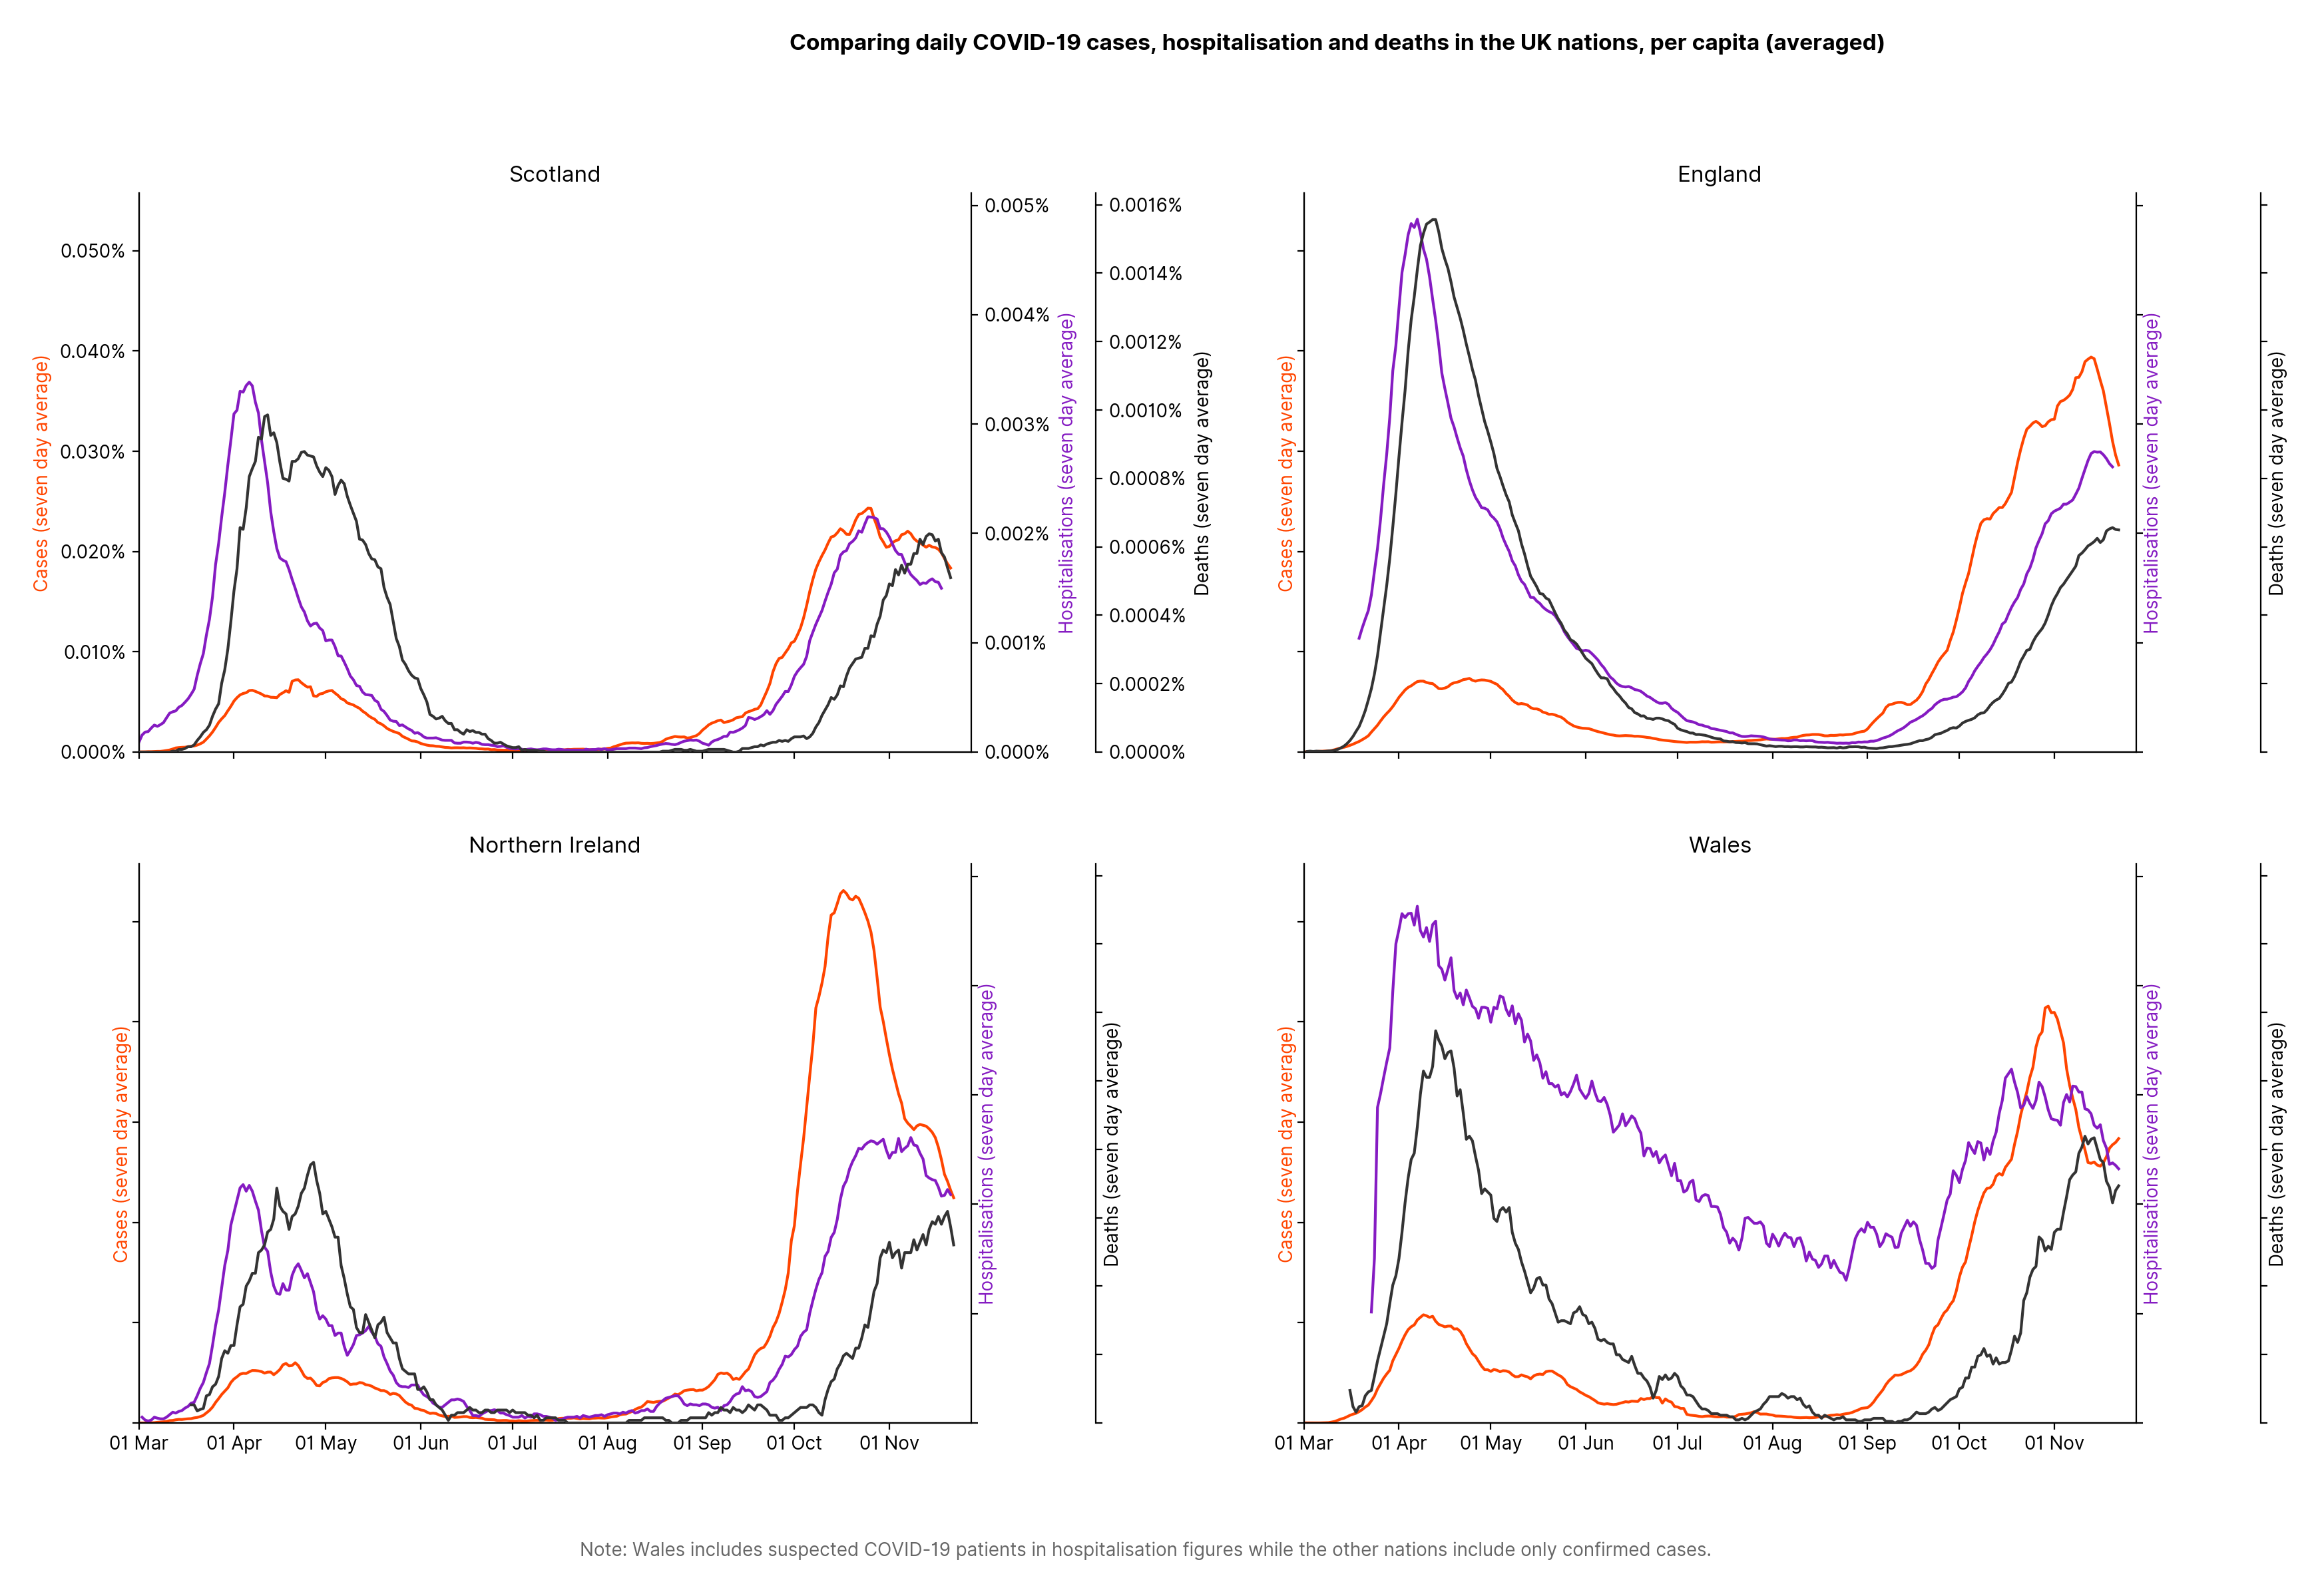 Comparing daily COVID-19 cases, hospitalisation and deaths in the UK nations, per capita (averaged)
Scotland
Cases (seven day average)
0.050%
0.040%
0.030%
0.020%
0.010%
0.000%
0.005%
0.004%
0.003%
0.002%
0.001%
0.000%
Hospitalisations (seven day average)
0.0016%
0.0014%
0.0012%
0.0010%
0.0008%
0.0006%
0.0004%
0.0002%
0.0000%
Deaths (seven day average)
England
Cases (seven day average)
Hospitalisations (seven day average)
Deaths (seven day average)
Northern Ireland
Cases (seven day average)
Hospitalisations (seven day average)
Deaths (seven day average)
01 Mar 01 Apr 01 May 01 Jun 01 Jul 01 Aug 01 Sep 01 Oct 01 Nov
Wales
Cases (seven day average)
Hospitalisations (seven day average)
Deaths (seven day average)
01 Mar 01 Apr 01 May 01 Jun 01 Jul 01 Aug 01 Sep 01 Oct 01 Nov
Note: Wales includes suspected COVID-19 patients in hospitalisation figures while the other nations include only confirmed cases.